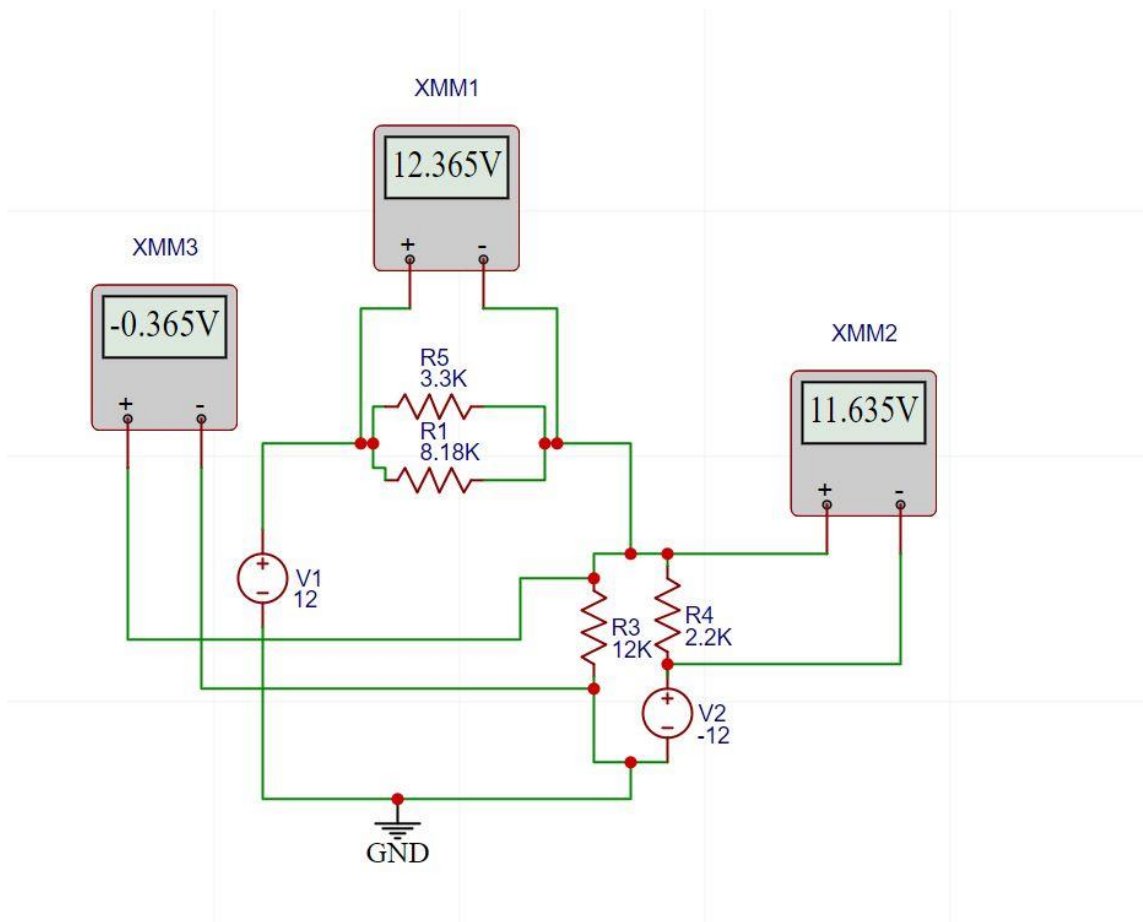 XMM1
12.365V
+ -
XMM3
-0.365V
+ -
R5
3.3K
R1
8.18K
XMM2
11.635V
+ -
+
-
V1
12
R3
12K
R4
2.2K
+
-
V2
-12
GND